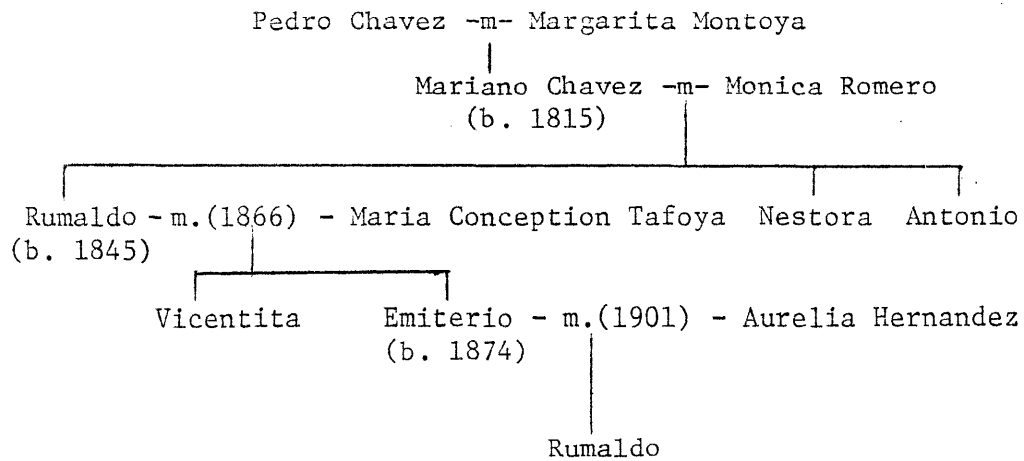 Pedro Chavez -m- Margarita Montoya
Mariano Chavez -m- Monica Romero
(b. 1815)
Rumaldo - m.(1866) - Maria Conception Tafoya Nestora Antonio
(b. 1845)
Vicentita Emiterio - m.(1901) - Aurelia Hernandez
(b. 1874)
Rumaldo